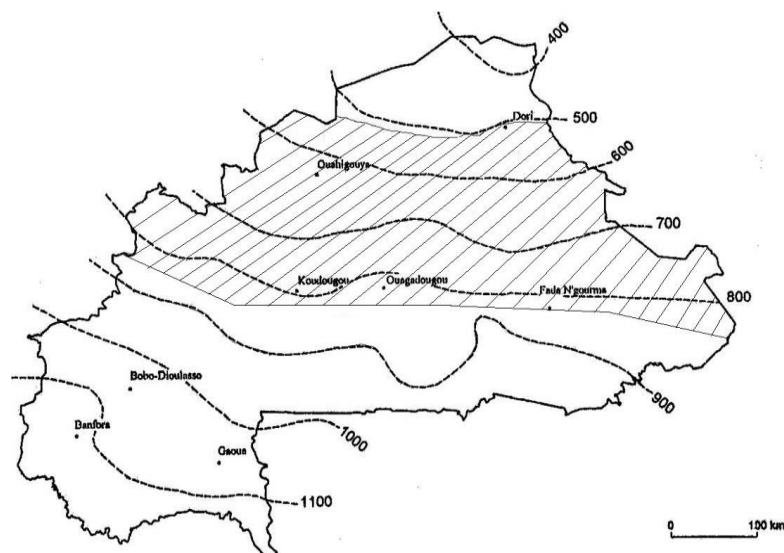 400
Dori
500
600
Ouahigouya
700
Koudougou
Ouagadougou
Fada N'gourma
800
Bobo-Dioulasso
900
Banfora
1000
Gaoua
1100
0 100 km